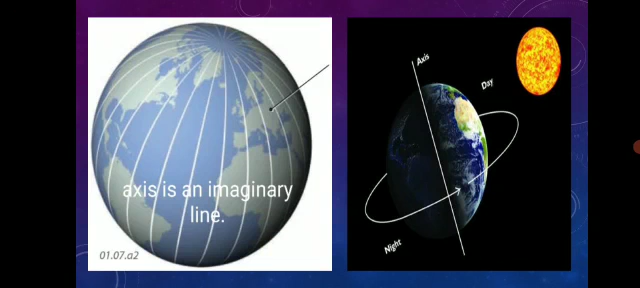 axis is an imaginary
line.
01.07.a2
Axis
Day
Night